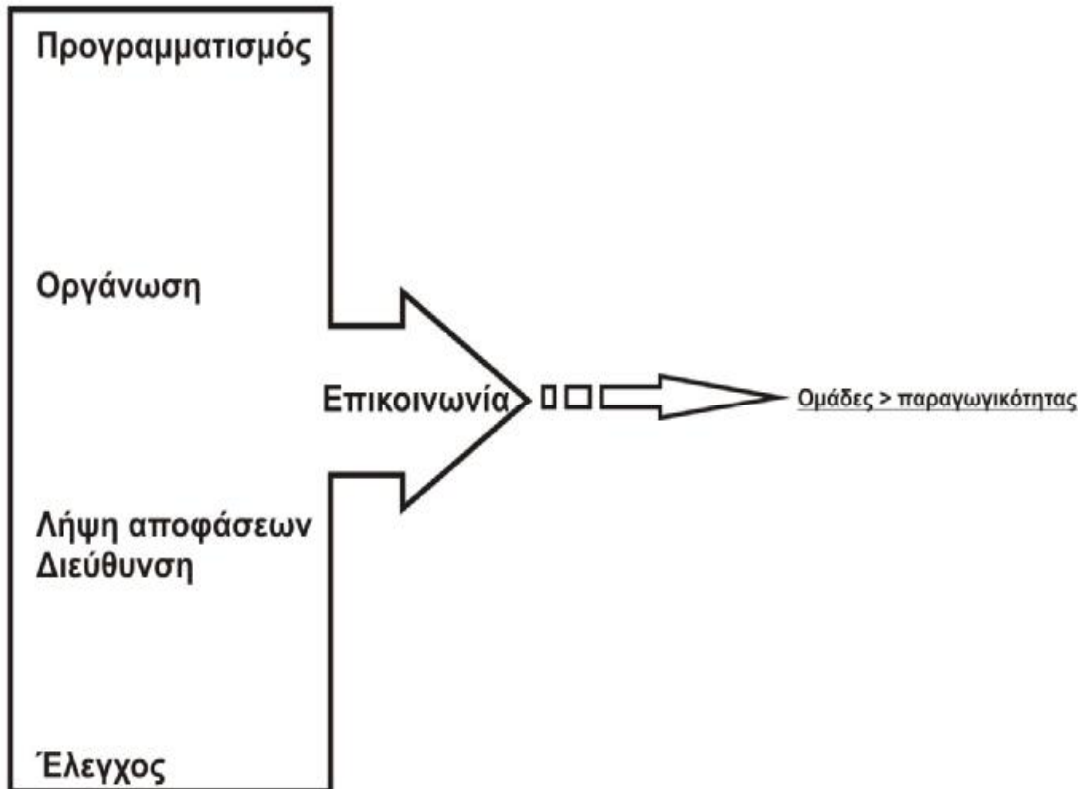 Προγραμματισμός
Οργάνωση
Επικοινωνία
Ομάδες > παραγωγικότητας
Λήψη αποφάσεων
Διεύθυνση
Έλεγχος